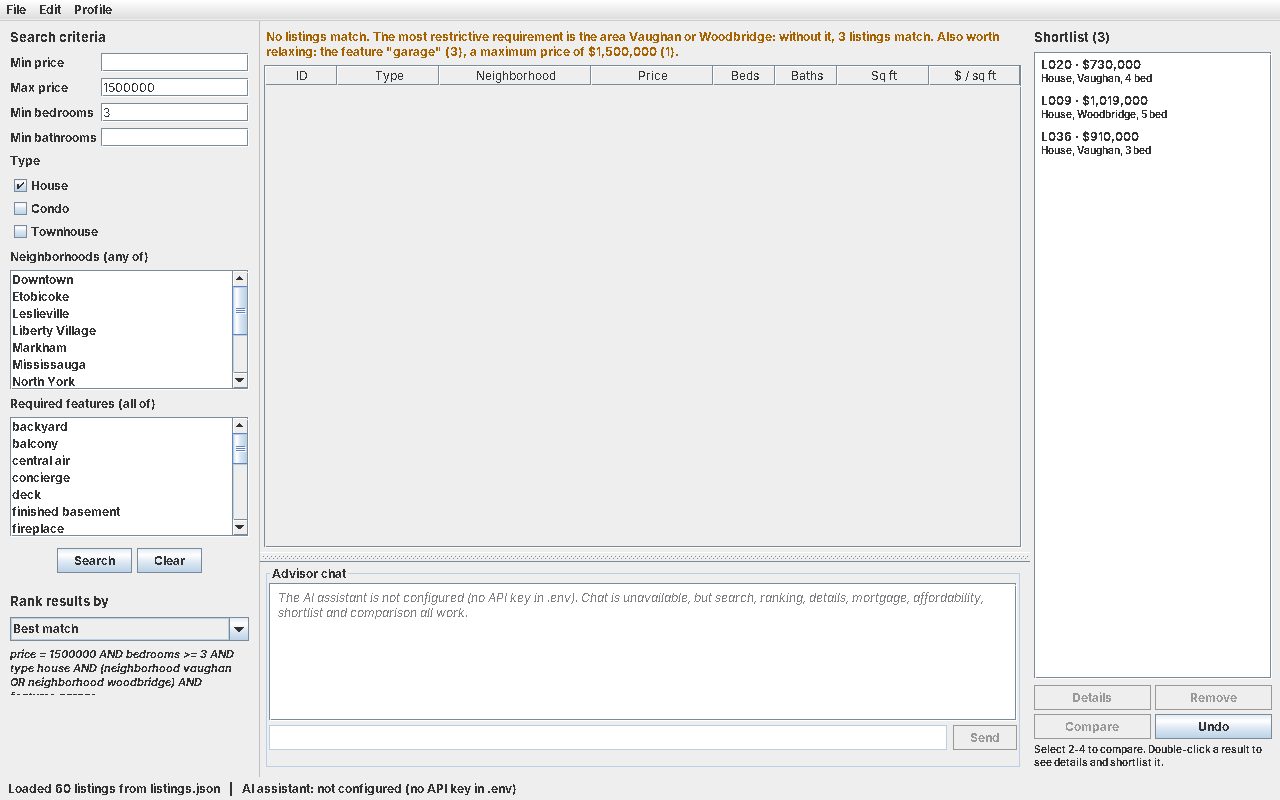 File Edit Profile
Search criteria
Min price
Max price 1500000
Min bedrooms 3
Min bathrooms
Type
House
Condo
Townhouse
Neighborhoods (any of)
Downtown
Etobicoke
Leslieville
Liberty Village
Markham
Mississauga
North York
Required features (all of)
backyard
balcony
central air
concierge
deck
finished basement
fireplace
Search Clear
Rank results by
Best match
price = 1500000 AND bedrooms >= 3 AND
type house AND (neighborhood vaughan
OR neighborhood woodbridge) AND
No listings match. The most restrictive requirement is the area Vaughan or Woodbridge: without it, 3 listings match. Also worth
relaxing: the feature "garage" (3), a maximum price of $1,500,000 (1).
ID Type Neighborhood Price Beds Baths Sq ft $ / sq ft
Advisor chat
The AI assistant is not configured (no API key in .env). Chat is unavailable, but search, ranking, details, mortgage, affordability,
shortlist and comparison all work.
Send
Shortlist (3)
L020 · $730,000
House, Vaughan, 4 bed
L009 · $1,019,000
House, Woodbridge, 5 bed
L036 · $910,000
House, Vaughan, 3 bed
Details Remove
Compare Undo
Select 2-4 to compare. Double-click a result to
see details and shortlist it.
Loaded 60 listings from listings.json | AI assistant: not configured (no API key in .env)